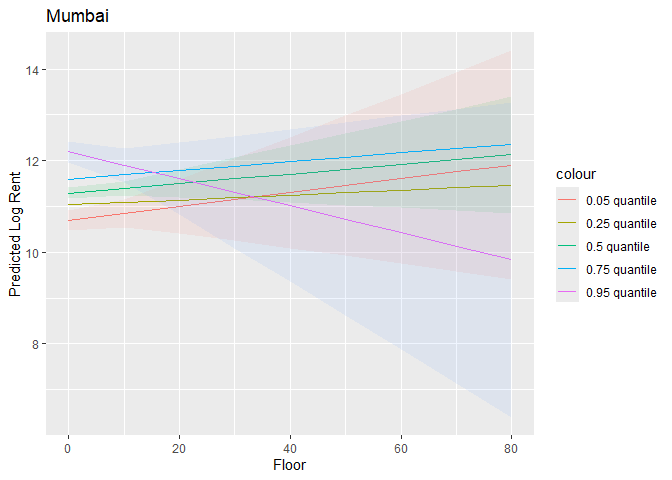 Mumbai
14
12
10
8
Predicted Log Rent
0
20
40
60
80
Floor
colour
0.05 quantile
0.25 quantile
0.5 quantile
0.75 quantile
0.95 quantile